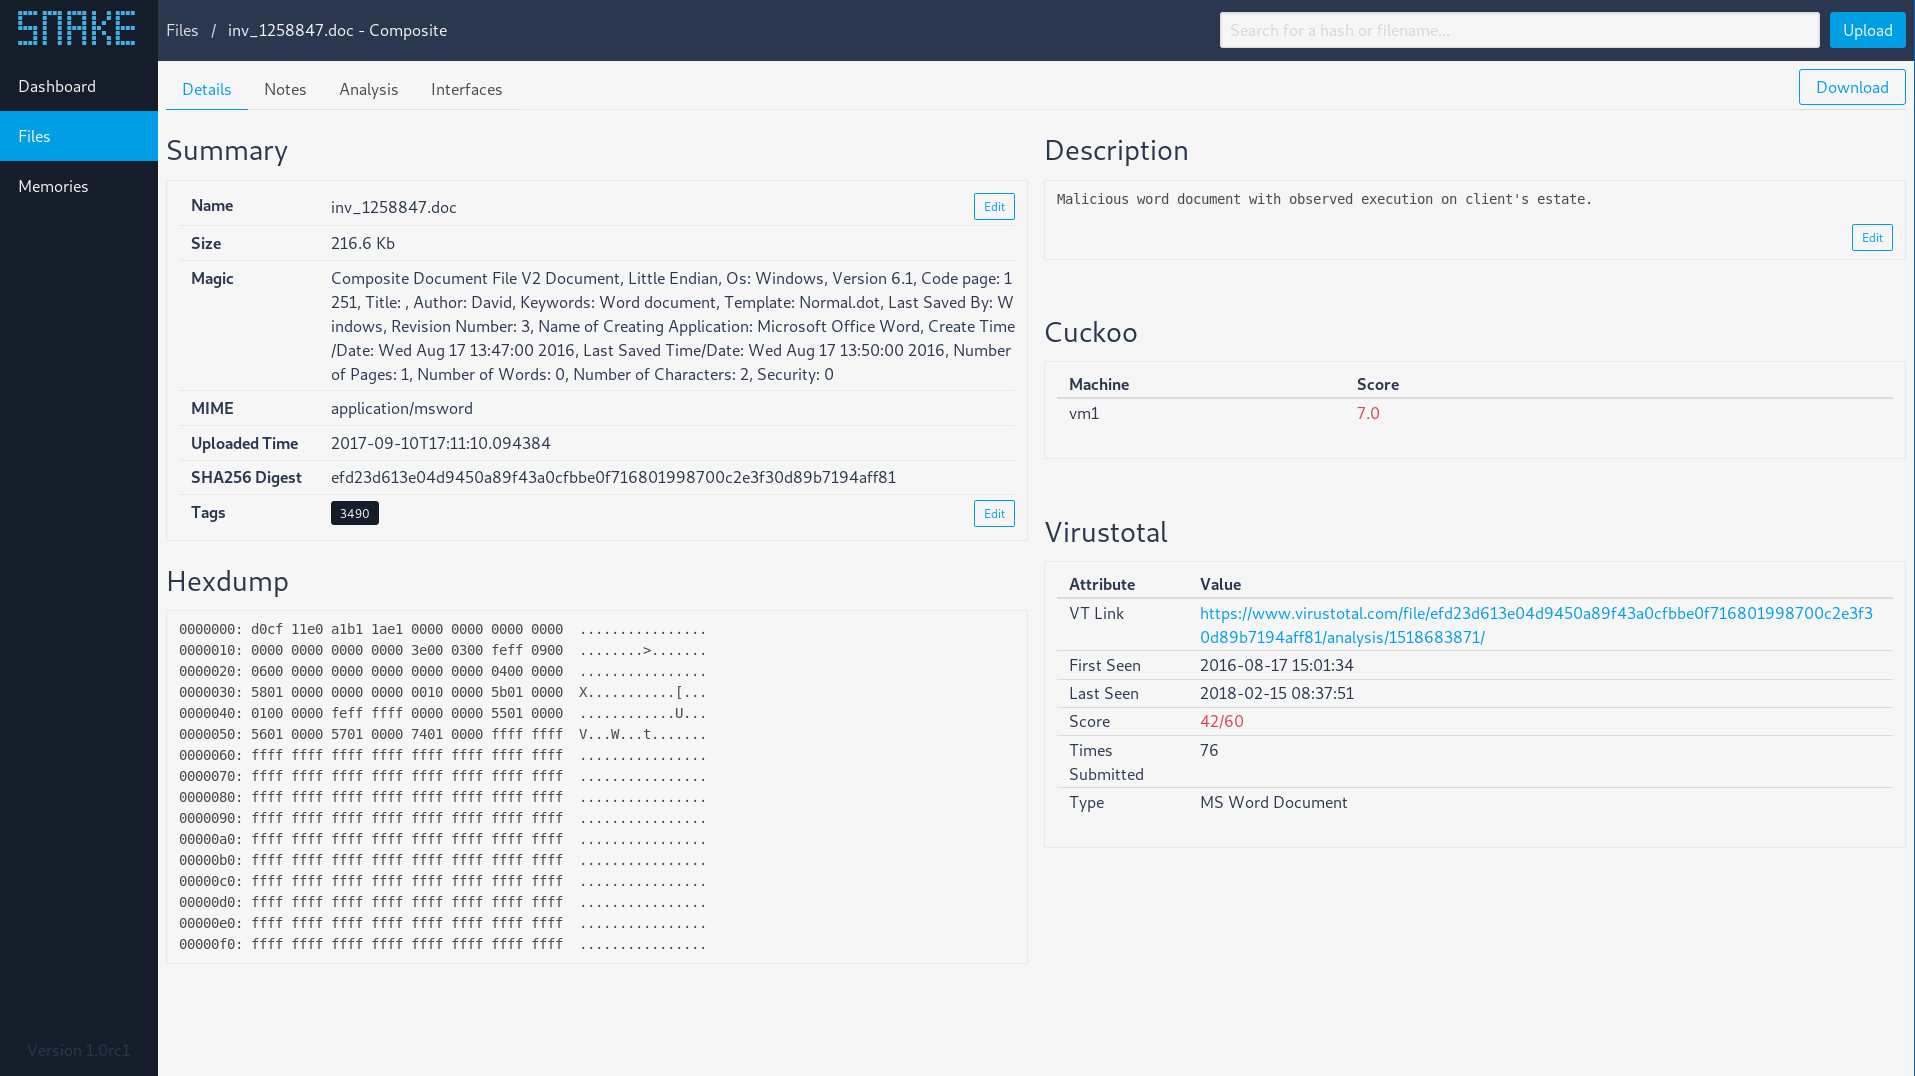 SNAKE
Files / inv_1258847.doc - Composite
Search for a hash or filename...
Upload
Dashboard
Files
Memories
Version 1.0rc1
Details Notes Analysis Interfaces
Download
Summary
Name inv_1258847.doc Edit
Size 216.6 Kb
Magic Composite Document File V2 Document, Little Endian, Os: Windows, Version 6.1, Code page: 1
251, Title: , Author: David, Keywords: Word document, Template: Normal.dot, Last Saved By: W
indows, Revision Number: 3, Name of Creating Application: Microsoft Office Word, Create Time
/Date: Wed Aug 17 13:47:00 2016, Last Saved Time/Date: Wed Aug 17 13:50:00 2016, Number
of Pages: 1, Number of Words: 0, Number of Characters: 2, Security: 0
MIME application/msword
Uploaded Time 2017-09-10T17:11:10.094384
SHA256 Digest efd23d613e04d9450a89f43a0cfbbe0f716801998700c2e3f30d89b7194aff81
Tags 3490 Edit
Hexdump
0000000: d0cf 11e0 a1b1 1ae1 0000 0000 0000 0000  ................
0000010: 0000 0000 0000 0000 3e00 0300 feff 0900  ........>.......
0000020: 0600 0000 0000 0000 0000 0000 0400 0000  ................
0000030: 5801 0000 0000 0000 0010 0000 5b01 0000  X...........[...
0000040: 0100 0000 feff ffff 0000 0000 5501 0000  ............U...
0000050: 5601 0000 5701 0000 7401 0000 ffff ffff  V...W...t.......
0000060: ffff ffff ffff ffff ffff ffff ffff ffff  ................
0000070: ffff ffff ffff ffff ffff ffff ffff ffff  ................
0000080: ffff ffff ffff ffff ffff ffff ffff ffff  ................
0000090: ffff ffff ffff ffff ffff ffff ffff ffff  ................
00000a0: ffff ffff ffff ffff ffff ffff ffff ffff  ................
00000b0: ffff ffff ffff ffff ffff ffff ffff ffff  ................
00000c0: ffff ffff ffff ffff ffff ffff ffff ffff  ................
00000d0: ffff ffff ffff ffff ffff ffff ffff ffff  ................
00000e0: ffff ffff ffff ffff ffff ffff ffff ffff  ................
00000f0: ffff ffff ffff ffff ffff ffff ffff ffff  ................
Description
Malicious word document with observed execution on client's estate.
Edit
Cuckoo
Machine Score
vm1 7.0
Virustotal
Attribute Value
VT Link https://www.virustotal.com/file/efd23d613e04d9450a89f43a0cfbbe0f716801998700c2e3f3
0d89b7194aff81/analysis/1518683871/
First Seen 2016-08-17 15:01:34
Last Seen 2018-02-15 08:37:51
Score 42/60
Times 76
Submitted
Type MS Word Document